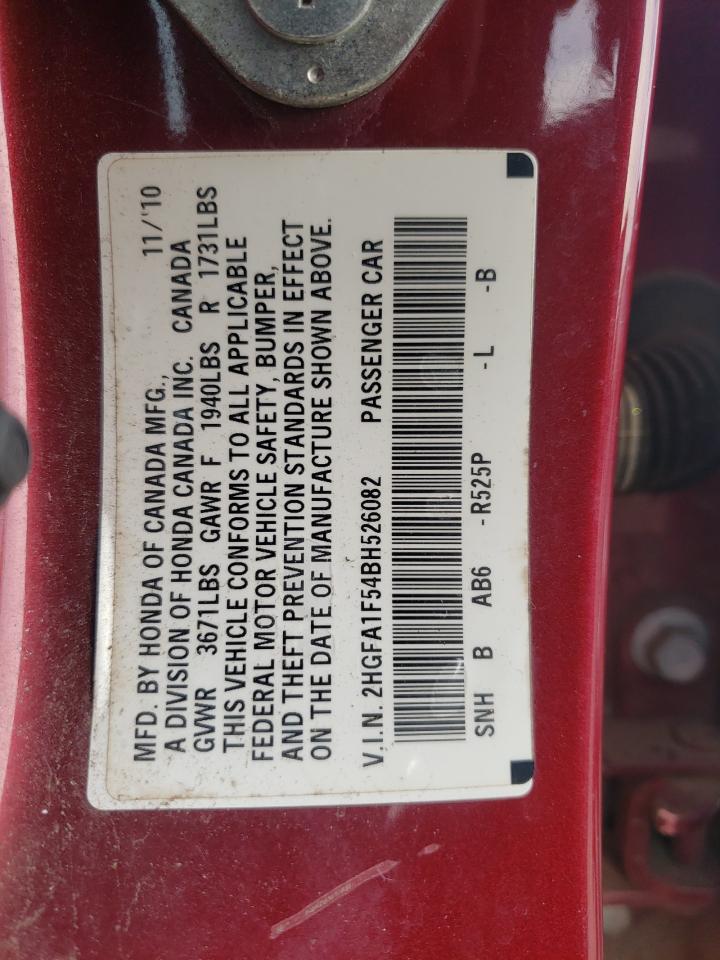 MFD. BY HONDA OF CANADA MFG., 11/'10
A DIVISION OF HONDA CANADA INC. CANADA
GVWR 3671LBS GAWR F 1940LBS R 1731LBS
THIS VEHICLE CONFORMS TO ALL APPLICABLE
FEDERAL MOTOR VEHICLE SAFETY, BUMPER,
AND THEFT PREVENTION STANDARDS IN EFFECT
ON THE DATE OF MANUFACTURE SHOWN ABOVE.
V.I.N. 2HGFA1F54BH526082 PASSENGER CAR
SNH B AB6 -R525P -L -B